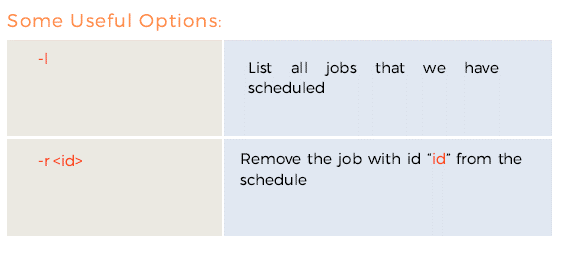 Some Useful Options:
-l
List all jobs that we have
scheduled
-r <id>
Remove the job with id “id” from the
schedule